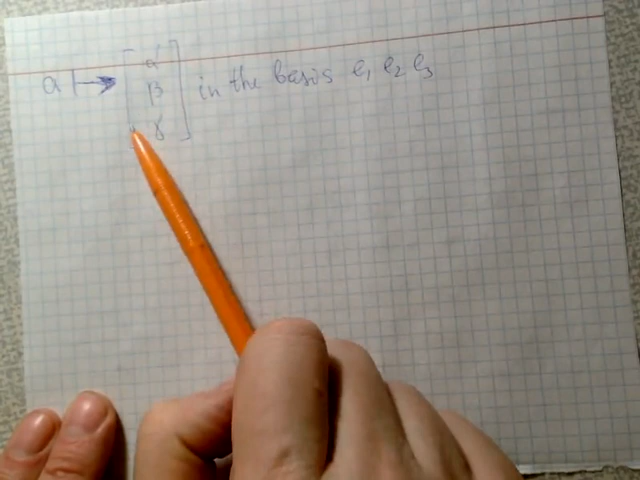 a ↦ [α β γ] in the basis e₁ e₂ e₃